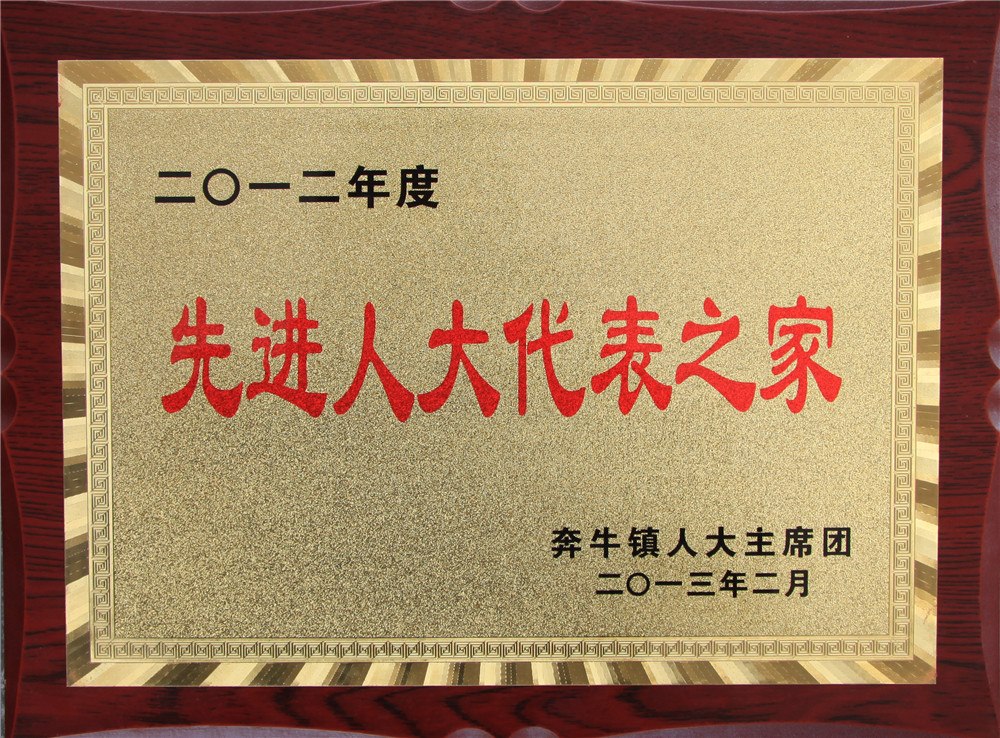 二〇一二年度
先进人大代表之家
奔牛镇人大主席团
二〇一三年二月